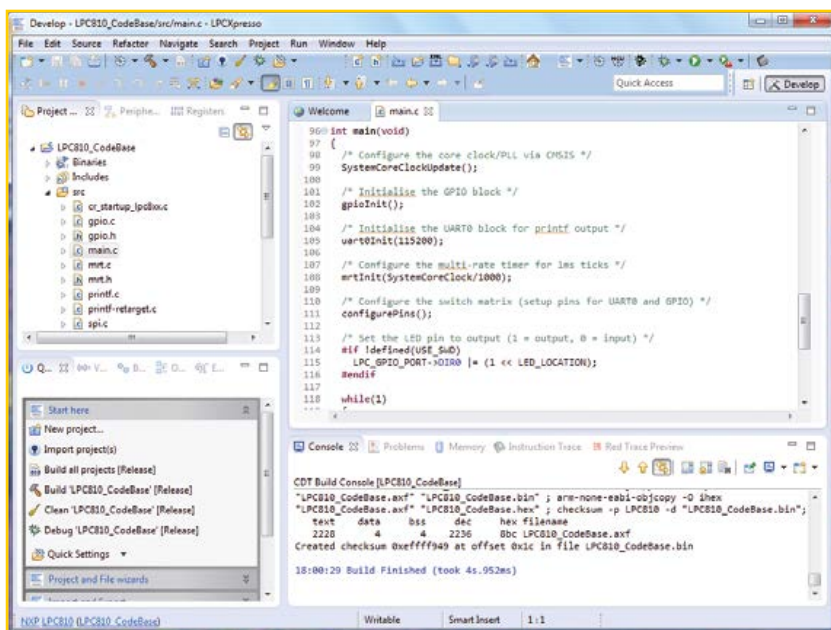 Develop - LPC810_CodeBase/src/main.c - LPCXpresso
File Edit Source Refactor Navigate Search Project Run Window Help
Quick Access
Develop
Project ...
Periphe...
Registers
LPC810_CodeBase
Binaries
Includes
src
cr_startup_lpc8xx.c
gpio.c
gpio.h
main.c
mrt.c
mrt.h
printf.c
printf-retarget.c
spi.c
Q...
V...
B...
O...
E...
Start here
New project...
Import project(s)
Build all projects [Release]
Build 'LPC810_CodeBase' [Release]
Clean 'LPC810_CodeBase' [Release]
Debug 'LPC810_CodeBase' [Release]
Quick Settings
Project and File wizards
Welcome
main.c
96 int main(void)
97 {
98 /* Configure the core clock/PLL via CMSIS */
99 SystemCoreClockUpdate();
100
101 /* Initialise the GPIO block */
102 gpioInit();
103
104 /* Initialise the UART0 block for printf output */
105 uart0Init(115200);
106
107 /* Configure the multi-rate timer for 1ms ticks */
108 mrtInit(SystemCoreClock/1000);
109
110 /* Configure the switch matrix (setup pins for UART0 and GPIO) */
111 configurePins();
112
113 /* Set the LED pin to output (1 = output, 0 = input) */
114 #if !defined(USE_SWD)
115 LPC_GPIO_PORT->DIR0 |= (1 << LED_LOCATION);
116 #endif
117
118 while(1)
Console
Problems
Memory
Instruction Trace
Red Trace Preview
CDT Build Console [LPC810_CodeBase]
"LPC810_CodeBase.axf" "LPC810_CodeBase.bin" ; arm-none-eabi-objcopy -O ihex
"LPC810_CodeBase.axf" "LPC810_CodeBase.hex" ; checksum -p LPC810 -d "LPC810_CodeBase.bin";
text data bss dec hex filename
2228 4 4 2236 8bc LPC810_CodeBase.axf
Created checksum 0xeffff949 at offset 0x1c in file LPC810_CodeBase.bin
18:00:29 Build Finished (took 4s.952ms)
NXP LPC810 (LPC810_CodeBase)
Writable
Smart Insert
1:1